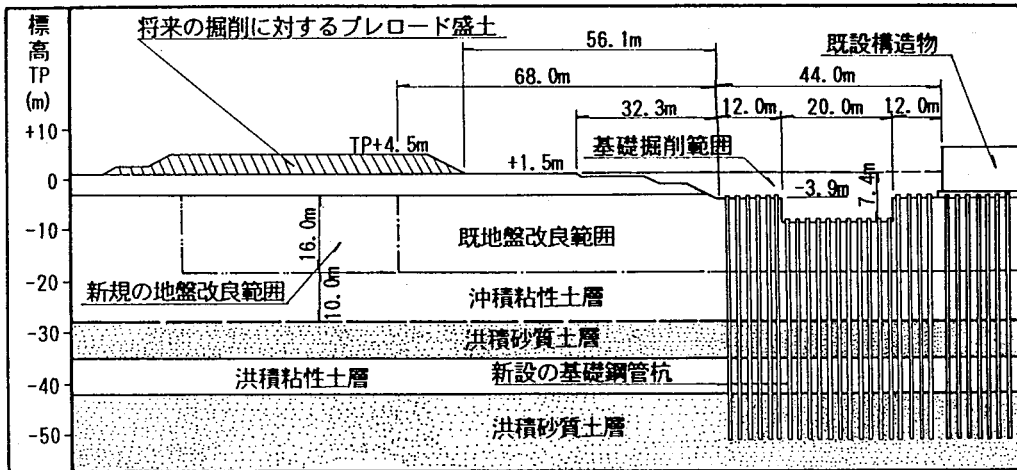 標高
TP
(m)
+10
0
-10
-20
-30
-40
-50
将来の掘削に対するプレロード盛土
56.1m
既設構造物
68.0m
44.0m
32.3m
12.0m
20.0m
12.0m
TP+4.5m
+1.5m
基礎掘削範囲
-3.9m
7.4m
16.0m
既地盤改良範囲
新規の地盤改良範囲
10.0m
沖積粘性土層
洪積砂質土層
洪積粘性土層
新設の基礎鋼管杭
洪積砂質土層